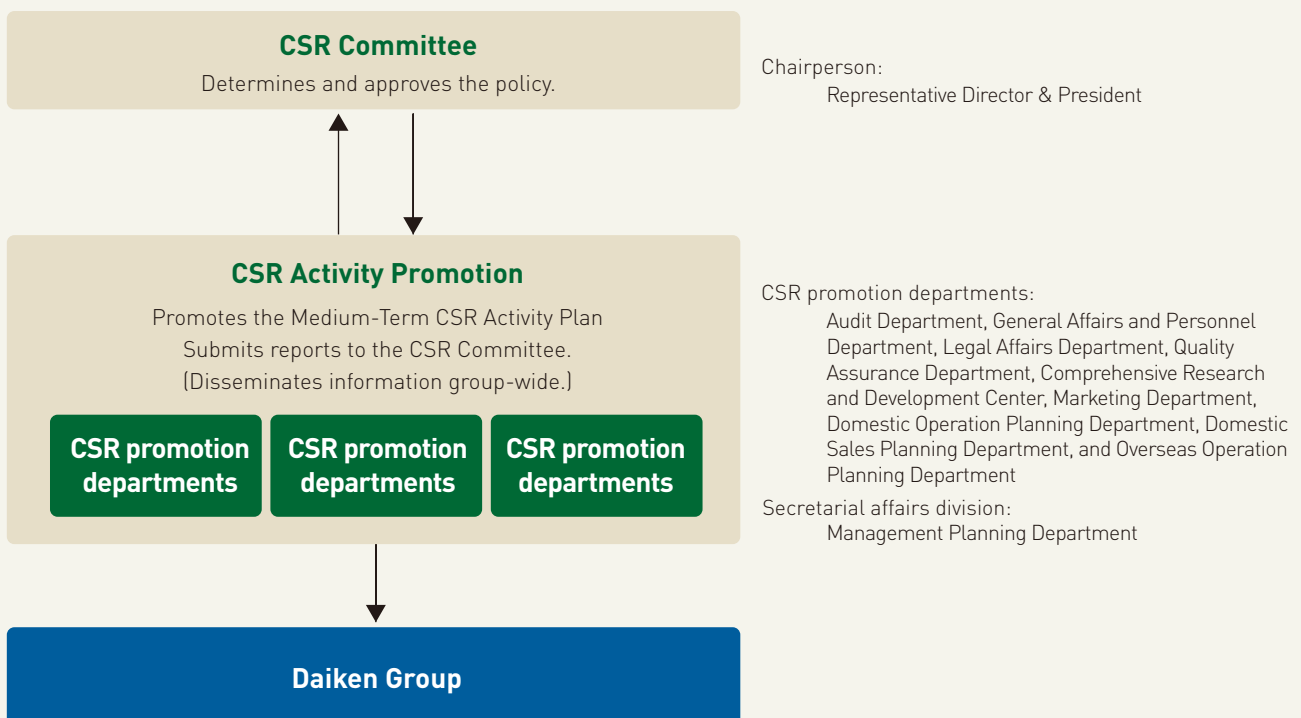 CSR Committee
Determines and approves the policy.
Chairperson:
Representative Director & President
CSR Activity Promotion
Promotes the Medium-Term CSR Activity Plan
Submits reports to the CSR Committee.
(Disseminates information group-wide.)
CSR promotion
departments
CSR promotion
departments
CSR promotion
departments
CSR promotion departments:
Audit Department, General Affairs and Personnel
Department, Legal Affairs Department, Quality
Assurance Department, Comprehensive Research
and Development Center, Marketing Department,
Domestic Operation Planning Department, Domestic
Sales Planning Department, and Overseas Operation
Planning Department
Secretarial affairs division:
Management Planning Department
Daiken Group